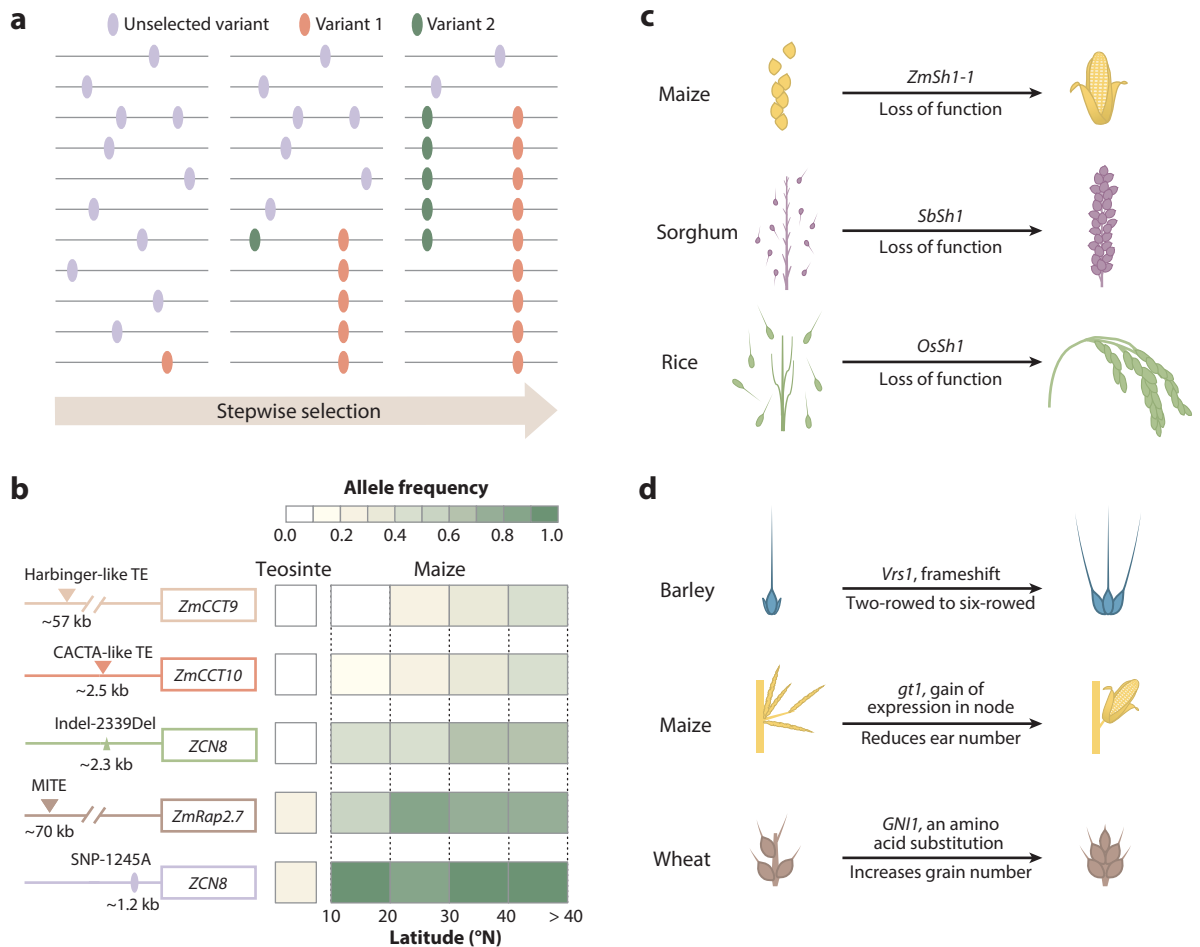 a
Unselected variant
Variant 1
Variant 2
Stepwise selection
b
Allele frequency
0.0 0.2 0.4 0.6 0.8 1.0
Teosinte
Maize
Harbinger-like TE
ZmCCT9
~57 kb
CACTA-like TE
ZmCCT10
~2.5 kb
Indel-2339Del
ZCN8
~2.3 kb
MITE
ZmRap2.7
~70 kb
SNP-1245A
ZCN8
~1.2 kb
10 20 30 40 > 40
Latitude (°N)
c
Maize
ZmSh1-1
Loss of function
Sorghum
SbSh1
Loss of function
Rice
OsSh1
Loss of function
d
Barley
Vrs1, frameshift
Two-rowed to six-rowed
Maize
gt1, gain of
expression in node
Reduces ear number
Wheat
GNI1, an amino
acid substitution
Increases grain number